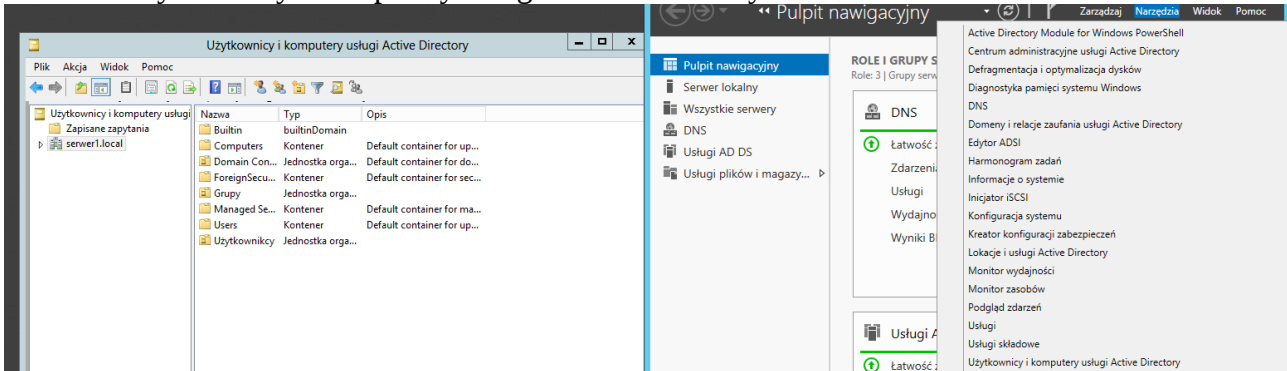 Użytkownicy i komputery usługi Active Directory
Plik Akcja Widok Pomoc
Użytkownicy i komputery usługi
Zapisane zapytania
serwer1.local
Nazwa Typ Opis
Builtin builtinDomain
Computers Kontener Default container for up...
Domain Con... Jednostka orga... Default container for do...
ForeignSecu... Kontener Default container for sec...
Grupy Jednostka orga...
Managed Se... Kontener Default container for ma...
Users Kontener Default container for up...
Uzytkownikcy Jednostka orga...
Pulpit nawigacyjny
Zarządzaj Narzędzia Widok Pomoc
Pulpit nawigacyjny
Serwer lokalny
Wszystkie serwery
DNS
Usługi AD DS
Usługi plików i magazy...
ROLE I GRUPY S
Role: 3 | Grupy serw
DNS
Łatwość
Zdarzeni
Usługi
Wydajno
Wyniki B
Usługi A
Łatwość
Active Directory Module for Windows PowerShell
Centrum administracyjne usługi Active Directory
Defragmentacja i optymalizacja dysków
Diagnostyka pamięci systemu Windows
DNS
Domeny i relacje zaufania usługi Active Directory
Edytor ADSI
Harmonogram zadań
Informacje o systemie
Inicjator iSCSI
Konfiguracja systemu
Kreator konfiguracji zabezpieczeń
Lokacje i usługi Active Directory
Monitor wydajności
Monitor zasobów
Podgląd zdarzeń
Usługi
Usługi składowe
Użytkownicy i komputery usługi Active Directory